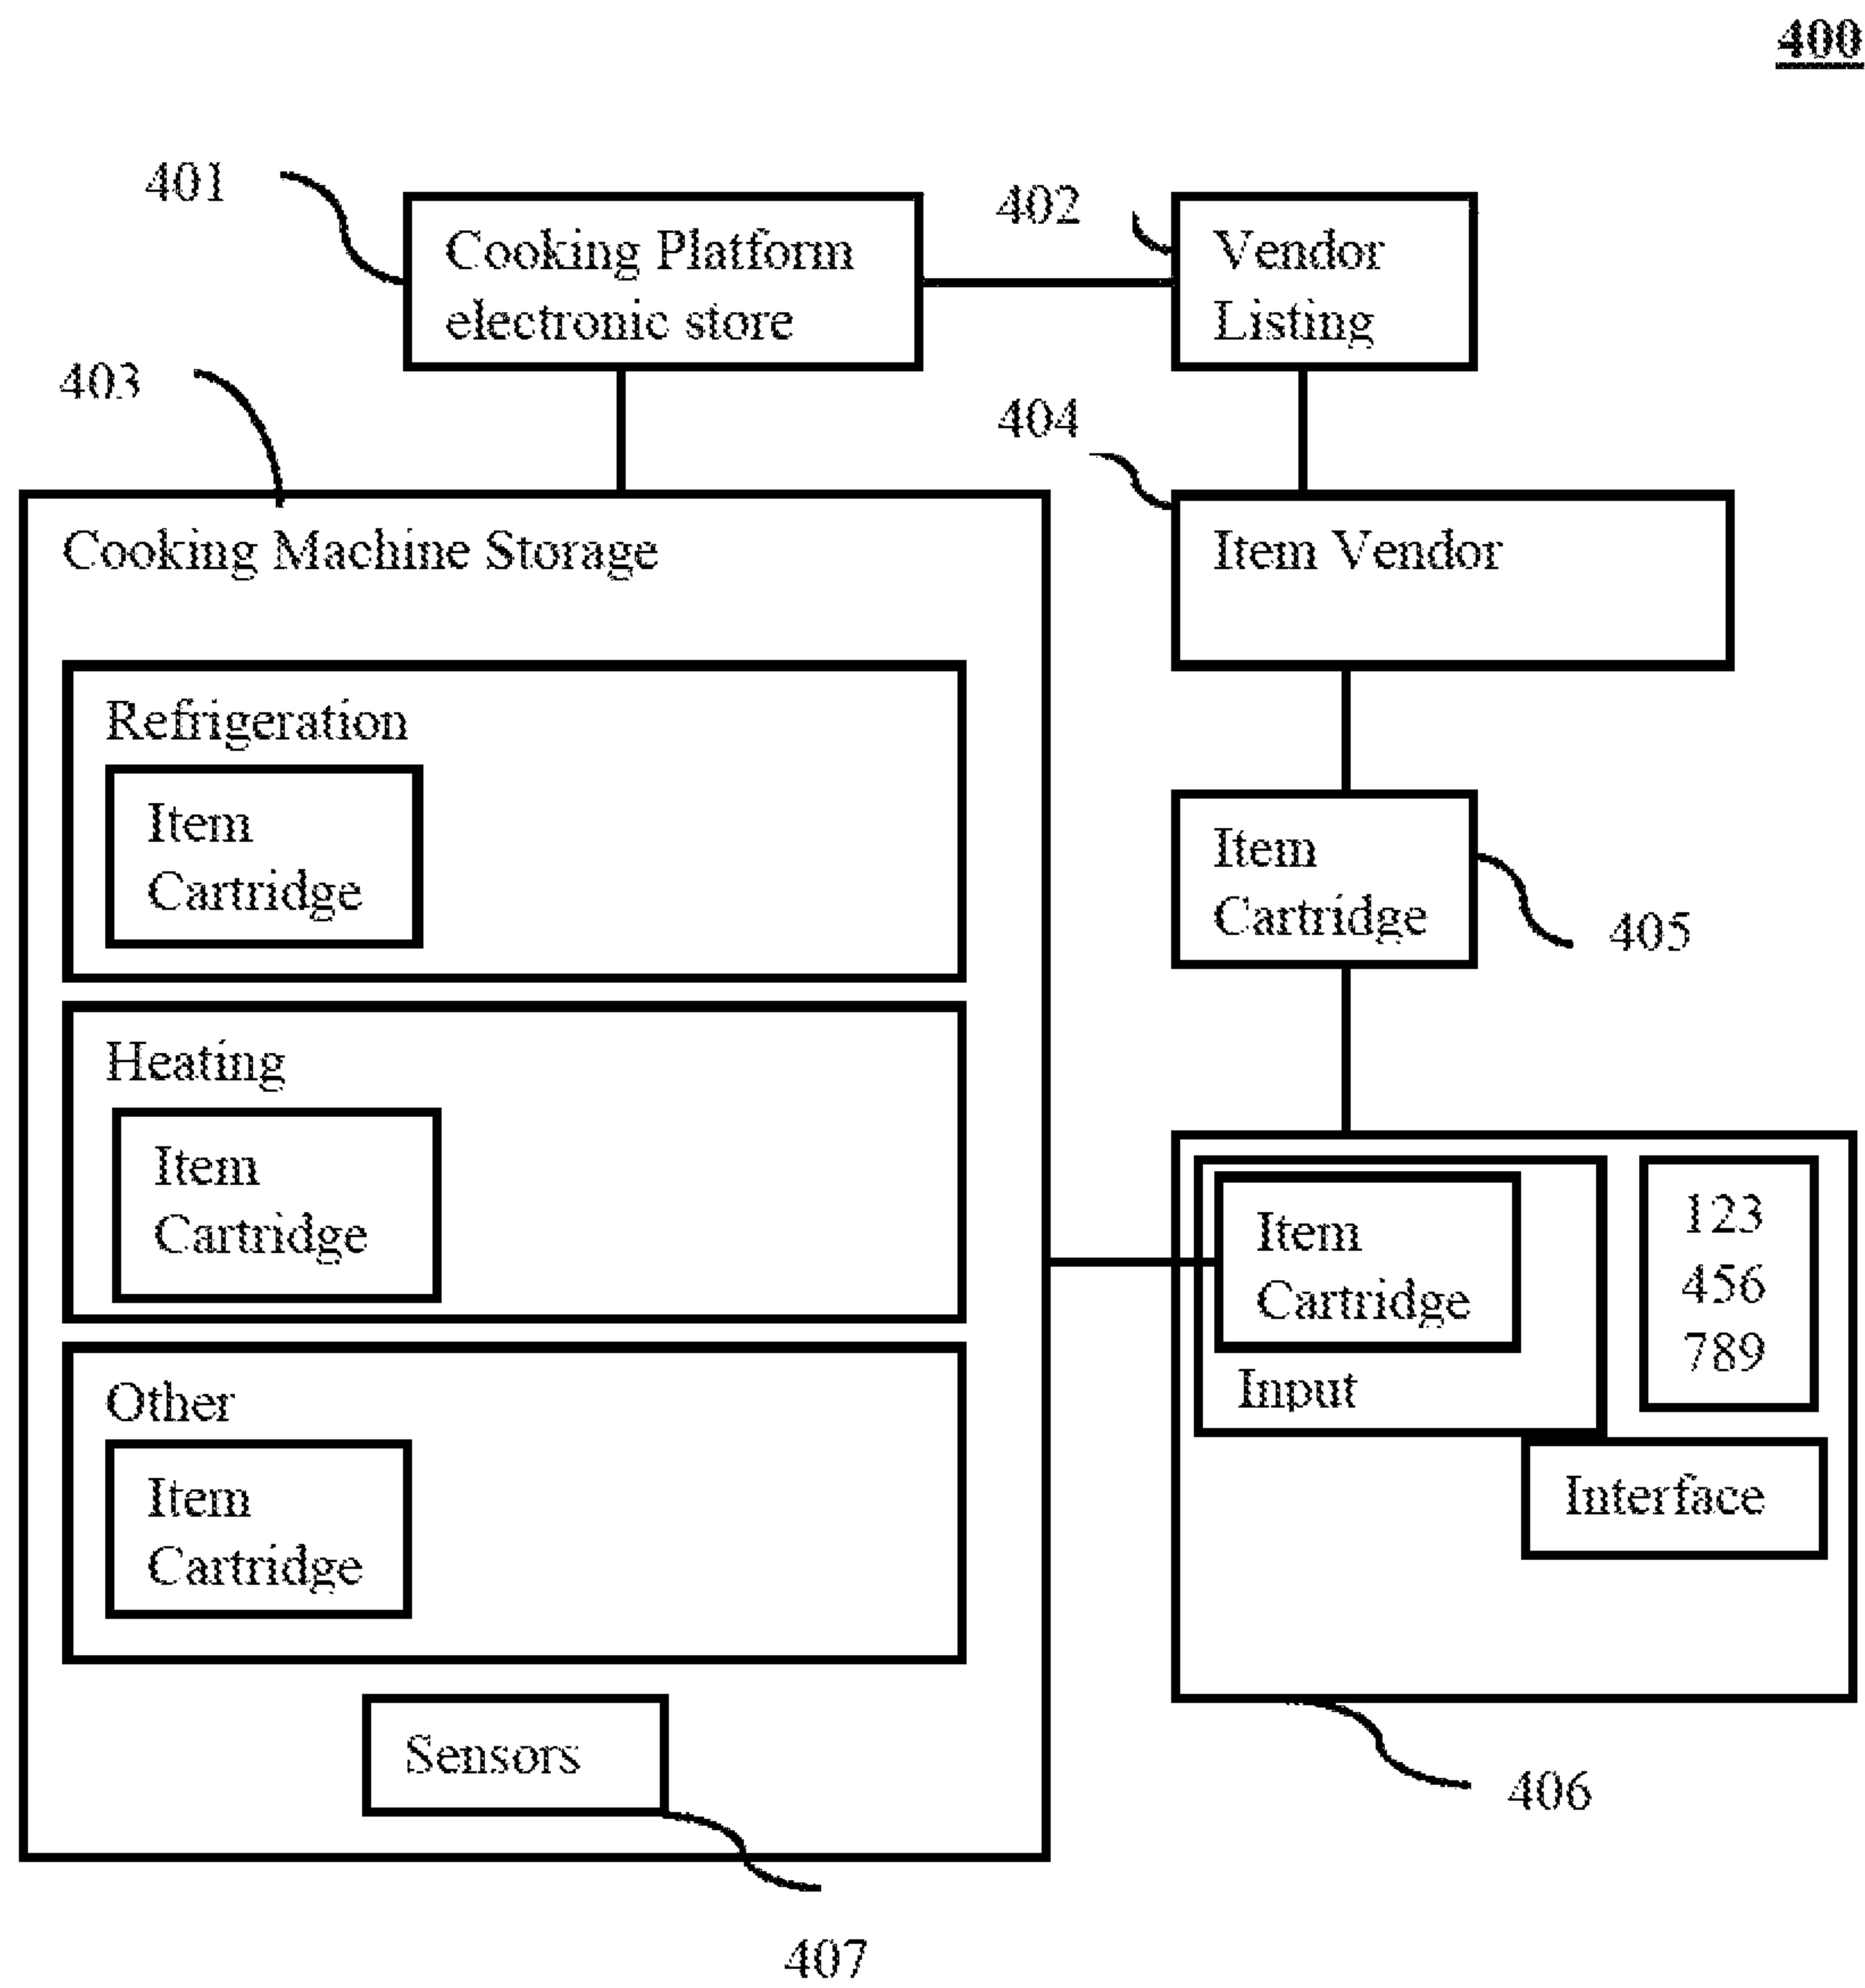 400
401
Cooking Platform
electronic store
402
Vendor
Listing
403
Cooking Machine Storage
404
Item Vendor
Refrigeration
Item
Cartridge
Item
Cartridge
405
Heating
Item
Cartridge
Item
Cartridge
Input
123
456
789
Interface
Other
Item
Cartridge
Sensors
406
407